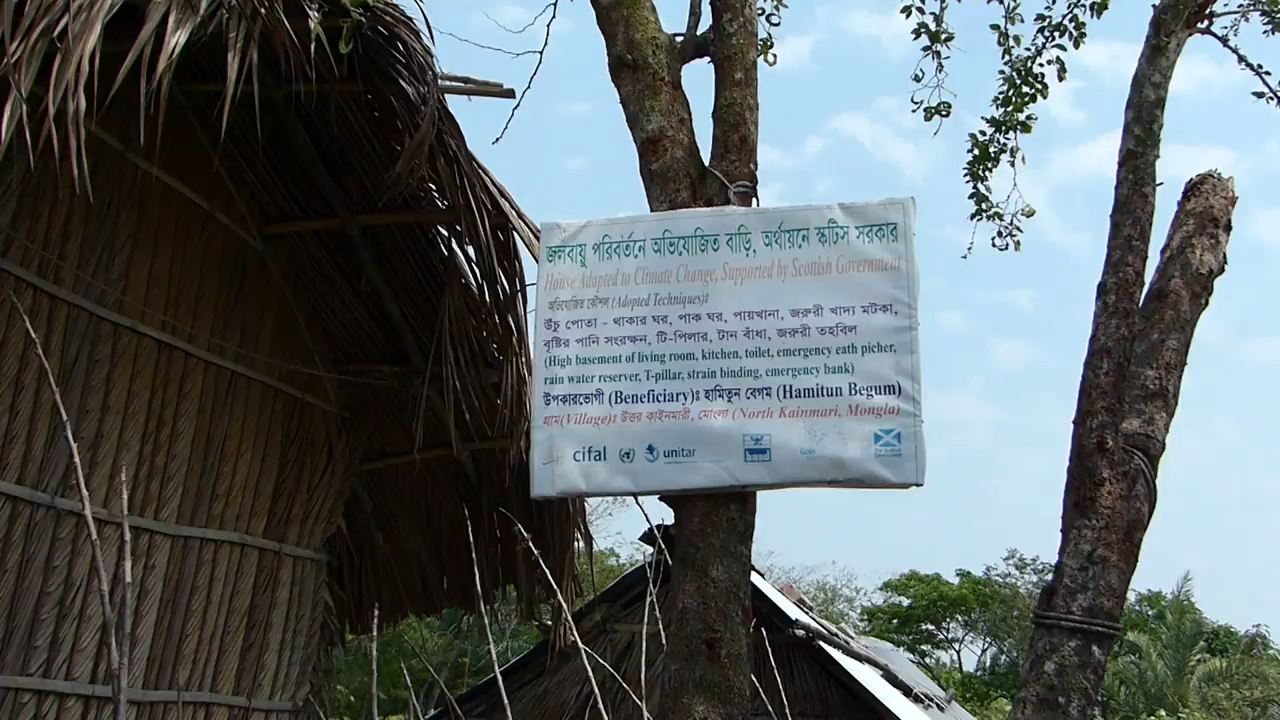 জলবায়ু পরিবর্তনে অভিযোজিত বাড়ি, অর্থায়নে স্কটিস সরকার
House Adapted to Climate Change, Supported by Scottish Government
অভিযোজিত কৌশল (Adopted Techniques)ঃ
উঁচু পোতা - থাকার ঘর, পাক ঘর, পায়খানা, জরুরী খাদ্য মটকা,
বৃষ্টির পানি সংরক্ষন, টি-পিলার, টান বাঁধা, জরুরী তহবিল
(High basement of living room, kitchen, toilet, emergency eath picher,
rain water reserver, T-pillar, strain binding, emergency bank)
উপকারভোগী (Beneficiary)ঃ হামিতুন বেগম (Hamitun Begum)
গ্রাম(Village)ঃ উত্তর কাইনমারী, মোংলা (North Kainmari, Mongla)
cifal unitar